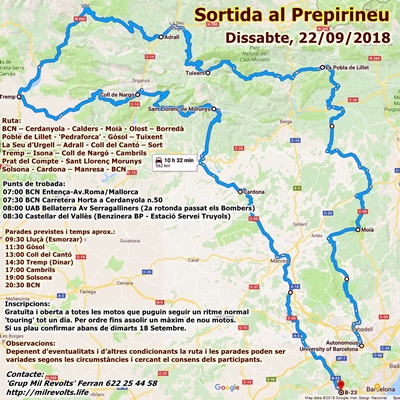 Sortida al Prepirineu
Dissabte, 22/09/2018
Sort
Adrall
Tuixent
La Pobla de Lillet
Tremp
Coll de Nargó
Sant Llorenç de Morunys
10 h 32 min
562 km
Cardona
Moià
Manresa
Sabadell
Autonomous University of Barcelona
B-23
Barcelona
Ruta:
BCN – Cerdanyola - Calders - Moià - Olost – Borredà
Poble de Lillet - 'Pedraforca' – Gósol – Tuixent
La Seu d'Urgell – Adrall - Coll del Cantó – Sort
Tremp – Isona – Coll de Nargó - Cambrils
Prat del Compte - Sant Llorenç Morunys
Solsona - Cardona – Manresa - BCN
Punts de trobada:
07:00 BCN Entença-Av.Roma/Mallorca
07:30 BCN Carretera Horta a Cerdanyola n.50
08:00 UAB Bellaterra Av Serragalliners (2a rotonda passat els Bombers)
08:30 Castellar del Vallès (Benzinera BP - Estació Servei Truyols)
Parades previstes i temps aprox.:
09:30 Lluçà (Esmorzar)
11:30 Gósol
13:00 Coll del Cantó
14:30 Tremp (Dinar)
17:00 Cambrils
19:00 Solsona
20:30 BCN
Inscripcions:
Gratuïta i oberta a totes les motos que puguin seguir un ritme normal
'touring' tot un dia. Per ordre fins assolir un màxim de nou motos.
Si us plau confirmar abans de dimarts 18 Setembre.
Observacions:
Depenent d'eventualitats i d'altres condicionants la ruta i les parades poder ser
variades segons les circumstàncies i cercant el consens dels participants.
Contacte:
'Grup Mil Revolts' Ferran 622 25 44 58
http://milrevolts.life
Google